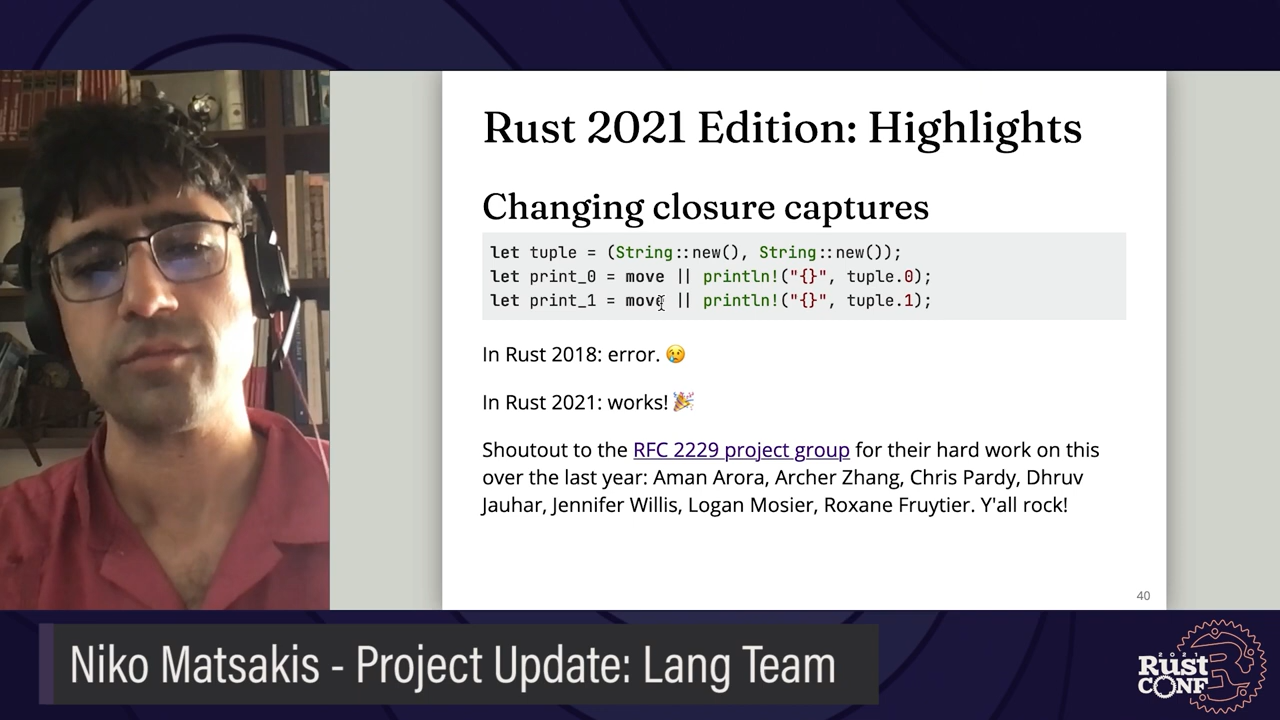 Rust 2021 Edition: Highlights
Changing closure captures
let tuple = (String::new(), String::new());
let print_0 = move || println!("{}", tuple.0);
let print_1 = move || println!("{}", tuple.1);
In Rust 2018: error. 😢
In Rust 2021: works! 🎉
Shoutout to the RFC 2229 project group for their hard work on this
over the last year: Aman Arora, Archer Zhang, Chris Pardy, Dhruv
Jauhar, Jennifer Willis, Logan Mosier, Roxane Fruytier. Y'all rock!
40
Niko Matsakis - Project Update: Lang Team
Rust
CONF